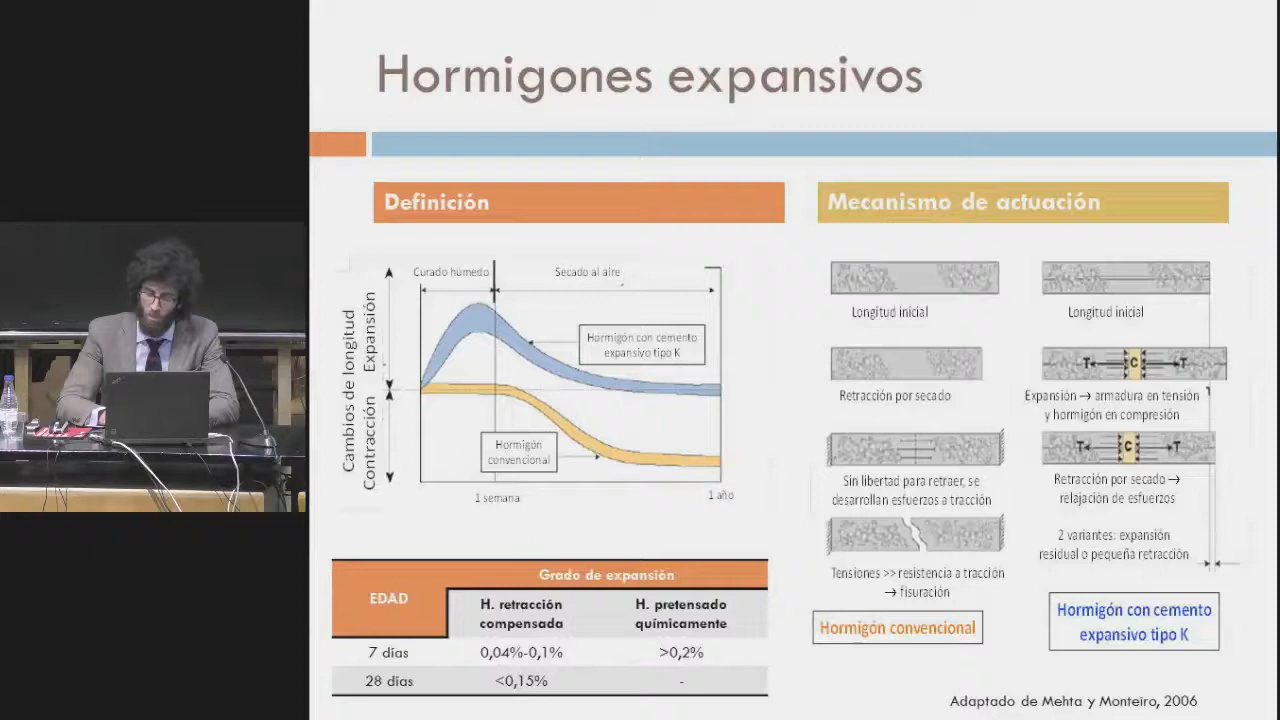 Hormigones expansivos
Definición
Cambios de longitud
Contracción Expansión
Curado húmedo
Secado al aire
Hormigón con cemento
expansivo tipo K
Hormigón
convencional
1 semana
1 año
EDAD
Grado de expansión
H. retracción
compensada
H. pretensado
químicamente
7 días
0,04%-0,1%
>0,2%
28 días
<0,15%
-
Mecanismo de actuación
Longitud inicial
Retracción por secado
Sin libertad para retraer, se
desarrollan esfuerzos a tracción
Tensiones >> resistencia a tracción
→ fisuración
Hormigón convencional
Longitud inicial
T C T
Expansión → armadura en tensión
y hormigón en compresión
T C T
Retracción por secado →
relajación de esfuerzos
2 variantes: expansión
residual o pequeña retracción
Hormigón con cemento
expansivo tipo K
Adaptado de Mehta y Monteiro, 2006